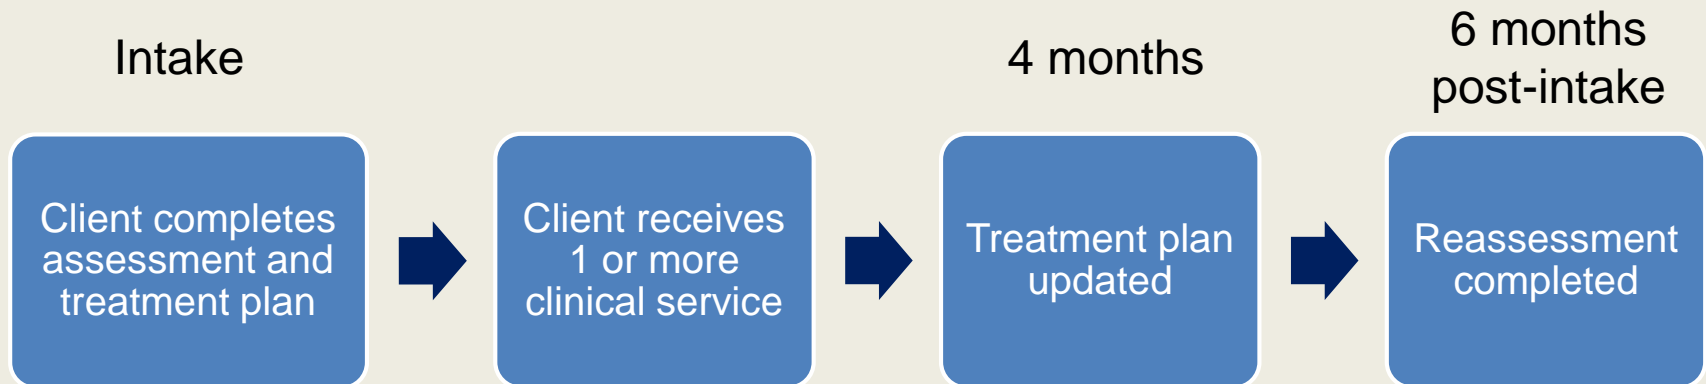 Intake
4 months
6 months
post-intake
Client completes
assessment and
treatment plan
Client receives
1 or more
clinical service
Treatment plan
updated
Reassessment
completed